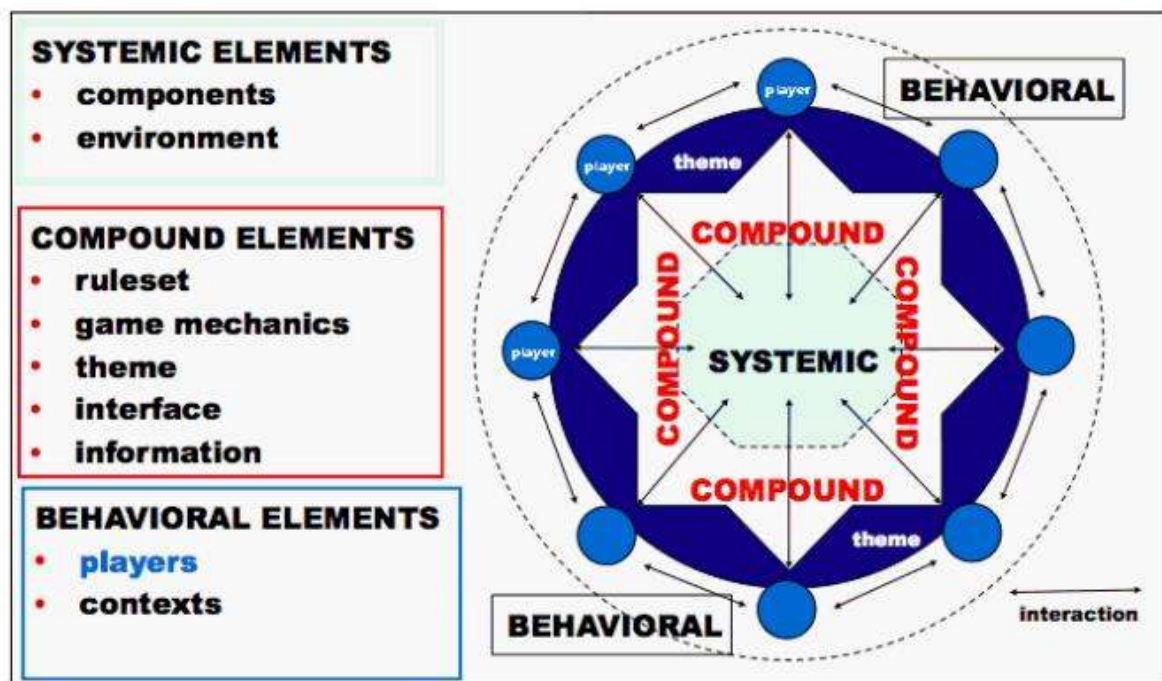 SYSTEMIC ELEMENTS
• components
• environment
COMPOUND ELEMENTS
• ruleset
• game mechanics
• theme
• interface
• information
BEHAVIORAL ELEMENTS
• players
• contexts
player
BEHAVIORAL
player
theme
COMPOUND
COMPOUND
COMPOUND
player
SYSTEMIC
COMPOUND
theme
BEHAVIORAL
interaction